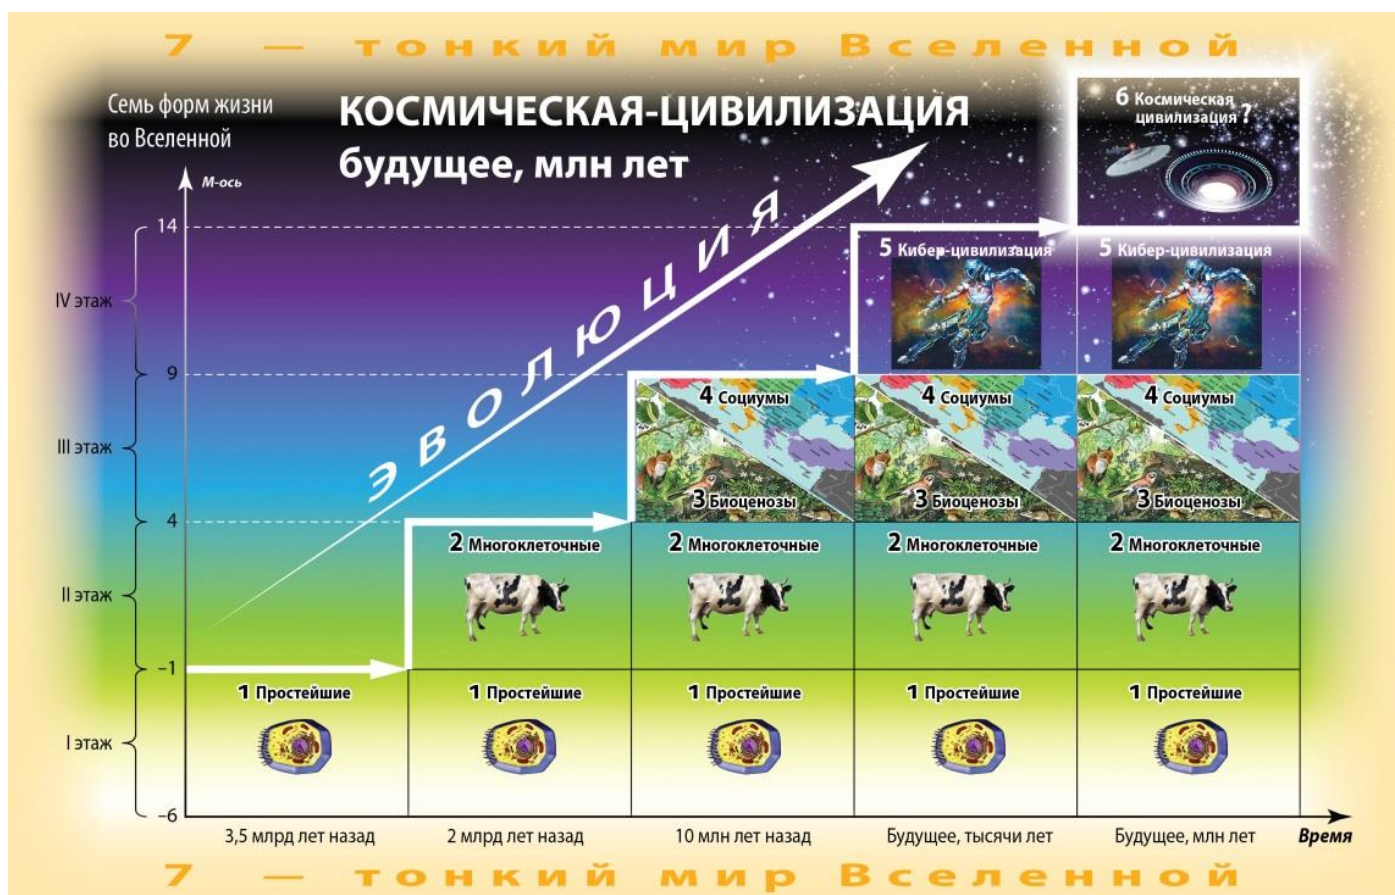 7 — тонкий мир Вселенной
Семь форм жизни
во Вселенной
КОСМИЧЕСКАЯ-ЦИВИЛИЗАЦИЯ
будущее, млн лет
6 Космическая
цивилизация ?
М-ось
ЭВОЛЮЦИЯ
14
5 Кибер-цивилизация
5 Кибер-цивилизация
IV этаж
9
4 Социумы
4 Социумы
4 Социумы
III этаж
3 Биоценозы
3 Биоценозы
3 Биоценозы
4
2 Многоклеточные
2 Многоклеточные
2 Многоклеточные
2 Многоклеточные
II этаж
–1
1 Простейшие
1 Простейшие
1 Простейшие
1 Простейшие
1 Простейшие
I этаж
–6
3,5 млрд лет назад
2 млрд лет назад
10 млн лет назад
Будущее, тысячи лет
Будущее, млн лет
Время
7 — тонкий мир Вселенной